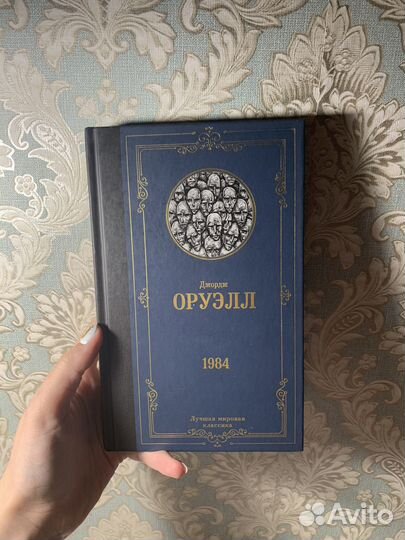 Джордж
ОРУЭЛЛ
1984
Лучшая мировая
классика
Avito